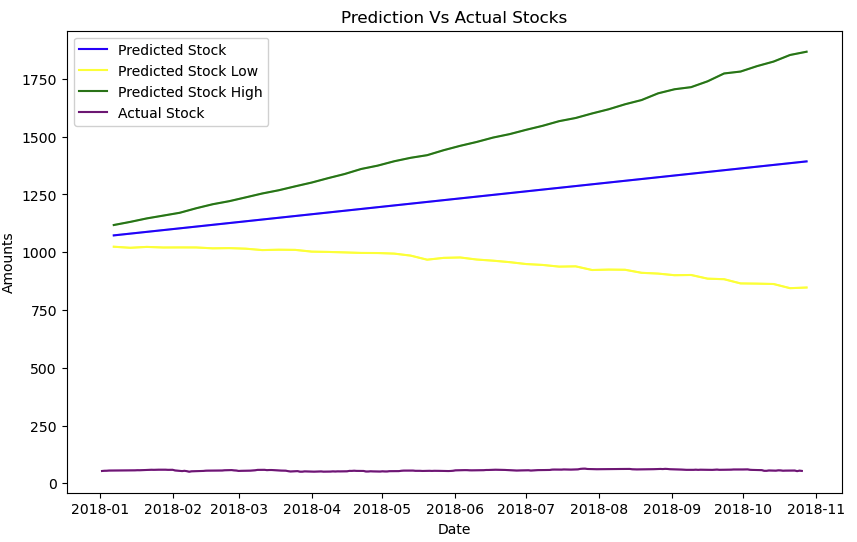 Prediction Vs Actual Stocks
Predicted Stock
Predicted Stock Low
Predicted Stock High
Actual Stock
1750
1500
1250
1000
750
500
250
0
Amounts
2018-01 2018-02 2018-03 2018-04 2018-05 2018-06 2018-07 2018-08 2018-09 2018-10 2018-11
Date